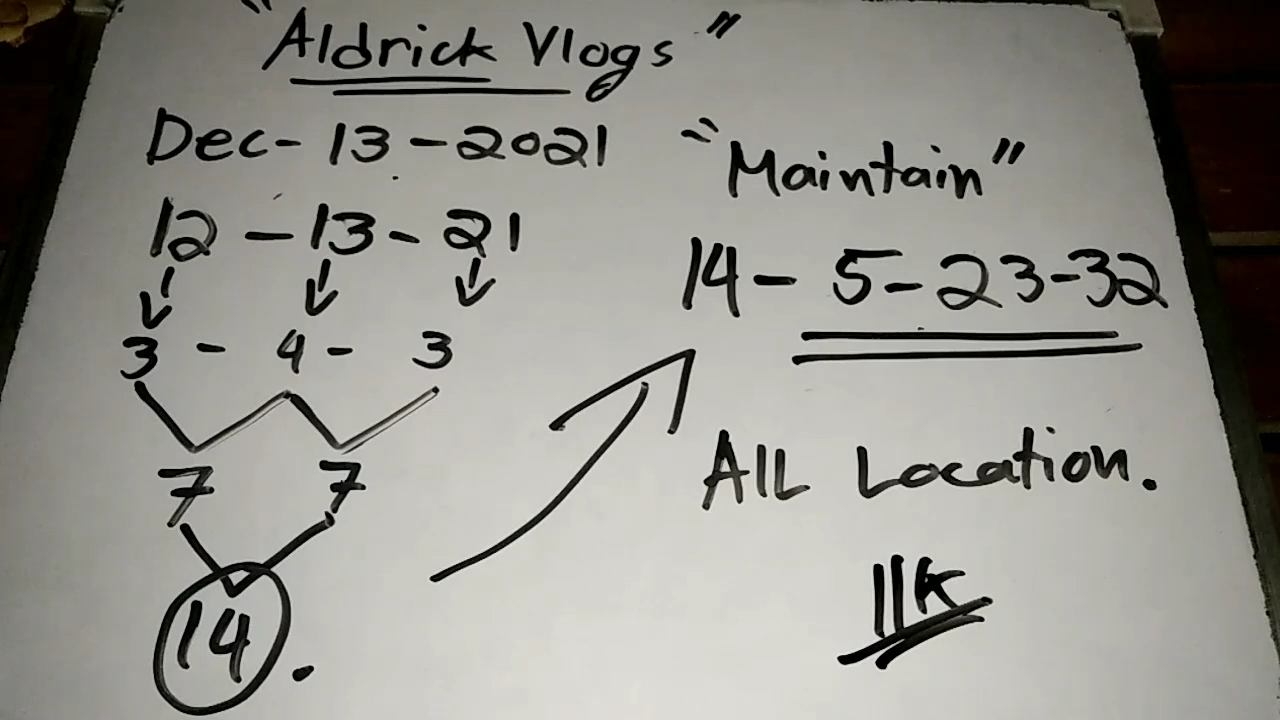 "Aldrick Vlogs"
Dec-13-2021
12-13-21
3-4-3
7 7
14.
"Maintain"
14-5-23-32
All Location.
11K